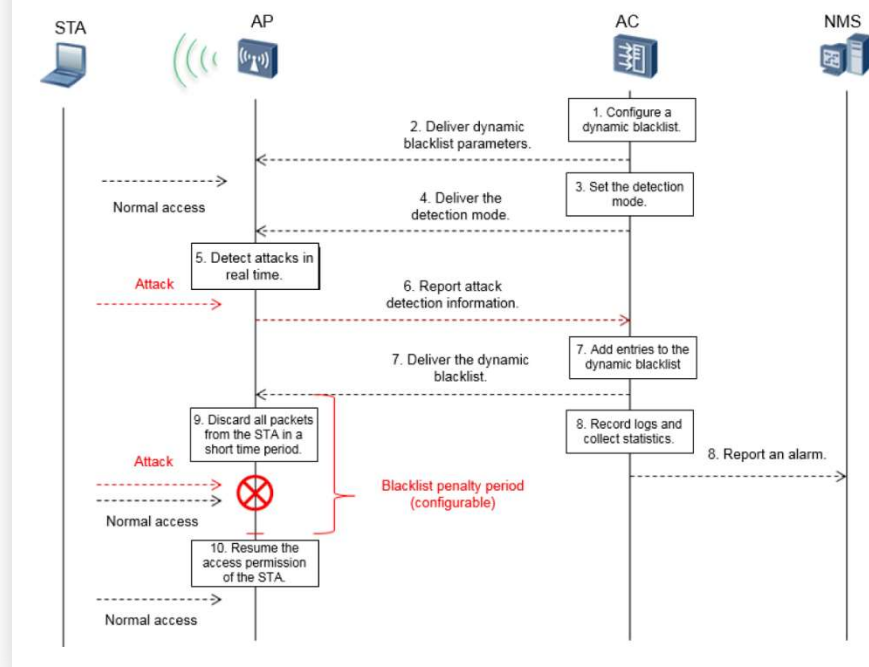 STA
AP
AC
NMS
1. Configure a
dynamic blacklist.
2. Deliver dynamic
blacklist parameters.
3. Set the detection
mode.
Normal access
4. Deliver the
detection mode.
5. Detect attacks in
real time.
Attack
6. Report attack
detection information.
7. Add entries to the
dynamic blacklist
7. Deliver the dynamic
blacklist.
9. Discard all packets
from the STA in a
short time period.
8. Record logs and
collect statistics.
8. Report an alarm.
Attack
Blacklist penalty period
(configurable)
Normal access
10. Resume the
access permission
of the STA.
Normal access